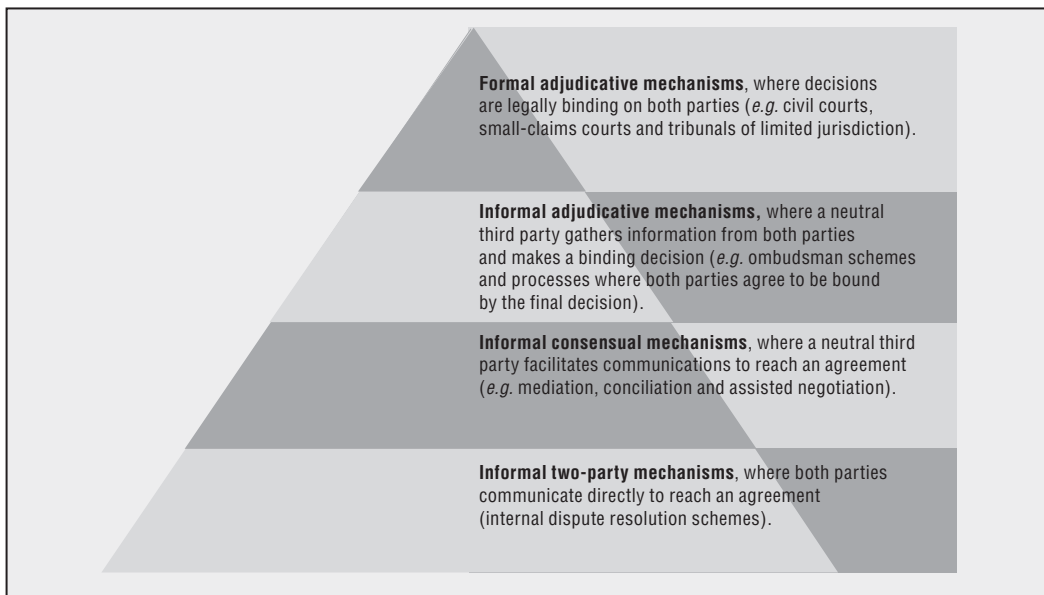 Formal adjudicative mechanisms, where decisions
are legally binding on both parties (e.g. civil courts,
small-claims courts and tribunals of limited jurisdiction).
Informal adjudicative mechanisms, where a neutral
third party gathers information from both parties
and makes a binding decision (e.g. ombudsman schemes
and processes where both parties agree to be bound
by the final decision).
Informal consensual mechanisms, where a neutral third
party facilitates communications to reach an agreement
(e.g. mediation, conciliation and assisted negotiation).
Informal two-party mechanisms, where both parties
communicate directly to reach an agreement
(internal dispute resolution schemes).